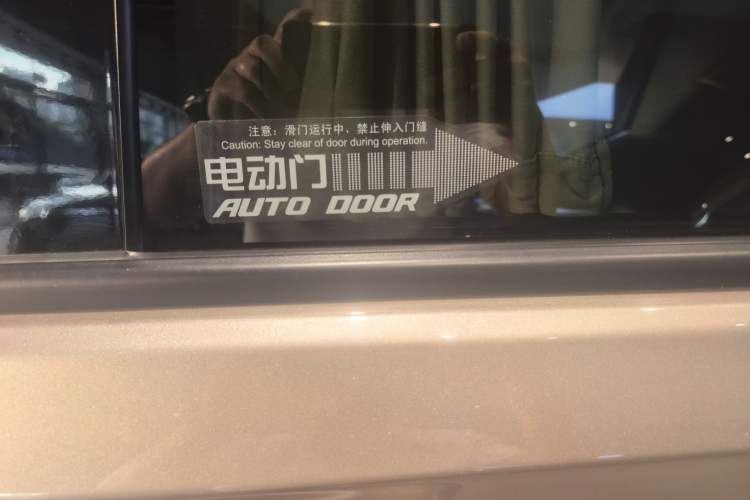 注意：滑门运行中，禁止伸入门缝
Caution: Stay clear of door during operation.
电动门
AUTO DOOR